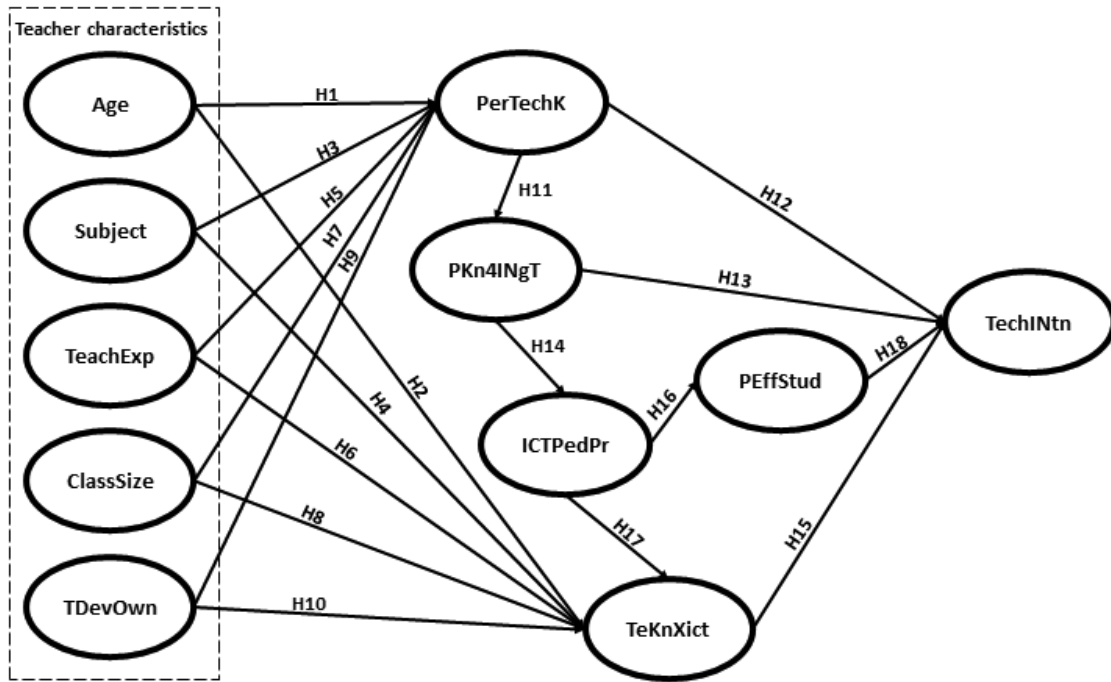 Teacher characteristics
Age
Subject
TeachExp
ClassSize
TDevOwn
H1
H3
H5
H7
H9
H2
H4
H6
H8
H10
PerTechK
H11
H12
PKn4INgT
H13
H14
ICTPedPr
H16
PEffStud
H18
TechINtn
H17
H15
TeKnXict